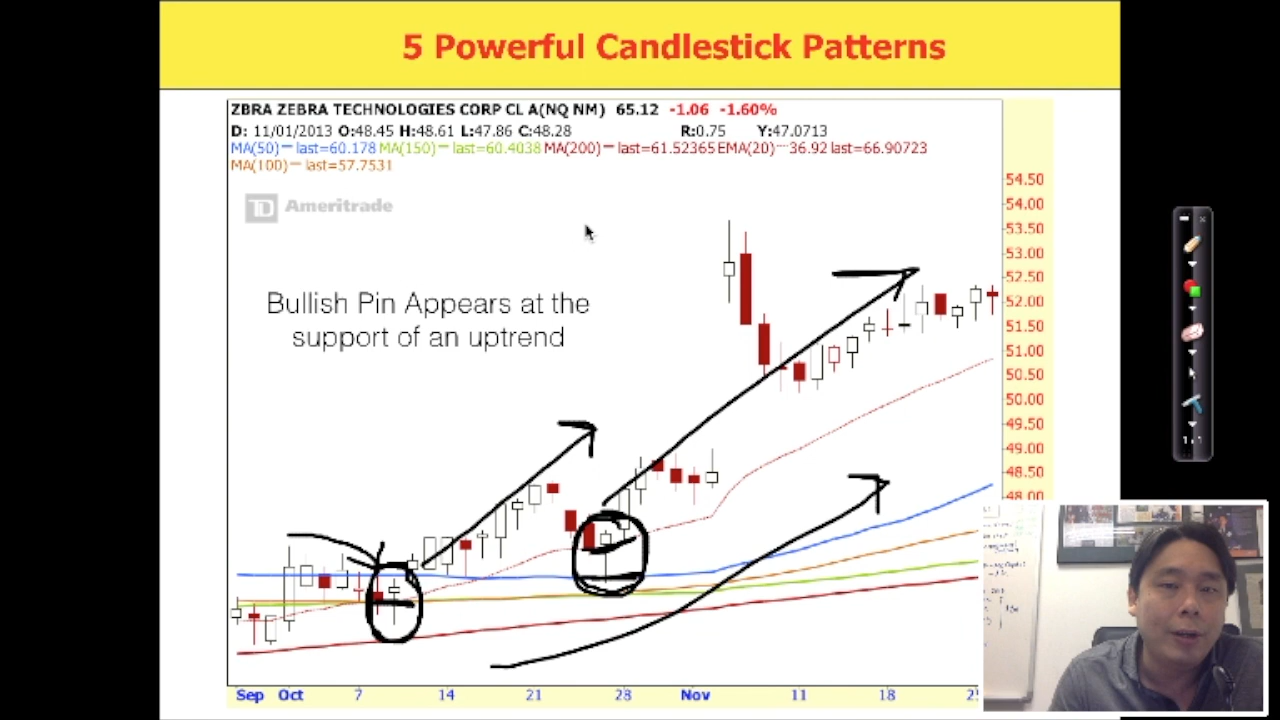 5 Powerful Candlestick Patterns
ZBRA ZEBRA TECHNOLOGIES CORP CL A(NQ NM) 65.12 -1.06 -1.60%
D: 11/01/2013 O:48.45 H:48.61 L:47.86 C:48.28 R:0.75 Y:47.0713
MA(50)— last=60.178 MA(150)— last=60.4038 MA(200)— last=61.52365 EMA(20)···36.92 last=66.90723
MA(100)— last=57.7531
TD Ameritrade
Bullish Pin Appears at the
support of an uptrend
54.50
54.00
53.50
53.00
52.50
52.00
51.50
51.00
50.50
50.00
49.50
49.00
48.50
48.00
Sep Oct 7 14 21 28 Nov 11 18